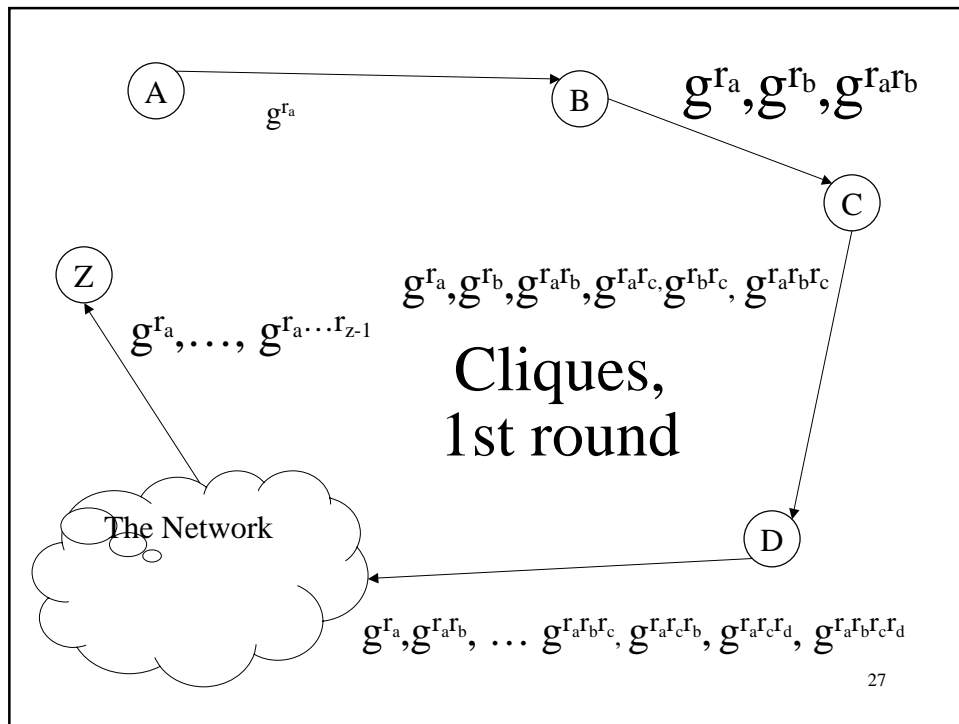 A
B
g^{r_a}
g^{r_a},g^{r_b},g^{r_a r_b}
C
Z
g^{r_a},g^{r_b},g^{r_a r_b},g^{r_a r_c},g^{r_b r_c}, g^{r_a r_b r_c}
g^{r_a},…, g^{r_a…r_{z-1}}
Cliques,
1st round
The Network
D
g^{r_a},g^{r_a r_b}, … g^{r_a r_b r_c}, g^{r_a r_c r_b}, g^{r_a r_c r_d}, g^{r_a r_b r_c r_d}
27